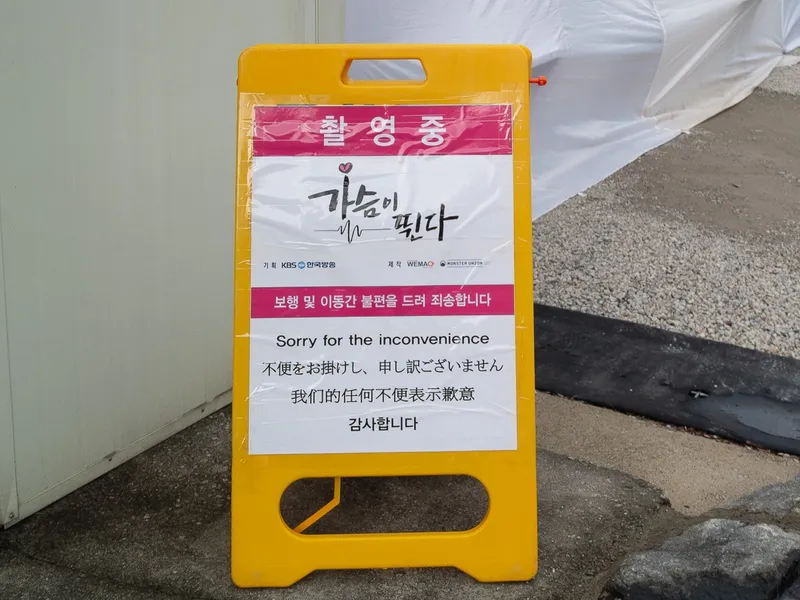 촬영중
가슴이
뛴다
기획 KBS 한국방송 제작 WEMAD MONSTER UNION
보행 및 이동간 불편을 드려 죄송합니다
Sorry for the inconvenience
不便をお掛けし、申し訳ございません
我们的任何不便表示歉意
감사합니다